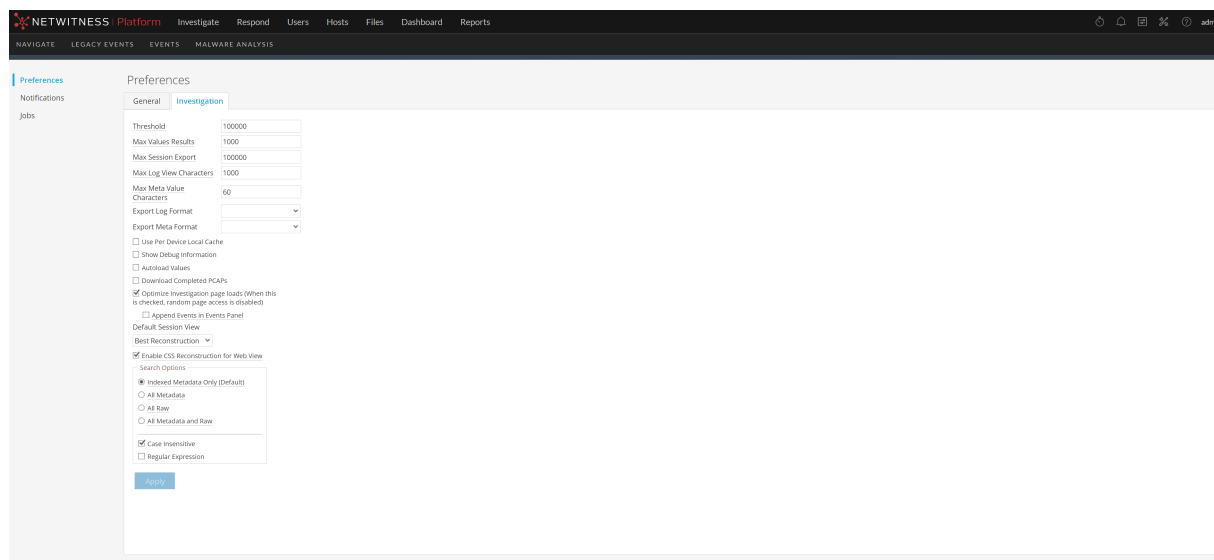 NETWITNESS Platform Investigate Respond Users Hosts Files Dashboard Reports adm
NAVIGATE LEGACY EVENTS EVENTS MALWARE ANALYSIS
Preferences
Notifications
Jobs
Preferences
General Investigation
Threshold 100000
Max Values Results 1000
Max Session Export 100000
Max Log View Characters 1000
Max Meta Value
Characters 60
Export Log Format
Export Meta Format
Use Per Device Local Cache
Show Debug Information
Autoload Values
Download Completed PCAPs
Optimize Investigation page loads (When this
is checked, random page access is disabled)
Append Events in Events Panel
Default Session View
Best Reconstruction
Enable CSS Reconstruction for Web View
Search Options
Indexed Metadata Only (Default)
All Metadata
All Raw
All Metadata and Raw
Case Insensitive
Regular Expression
Apply